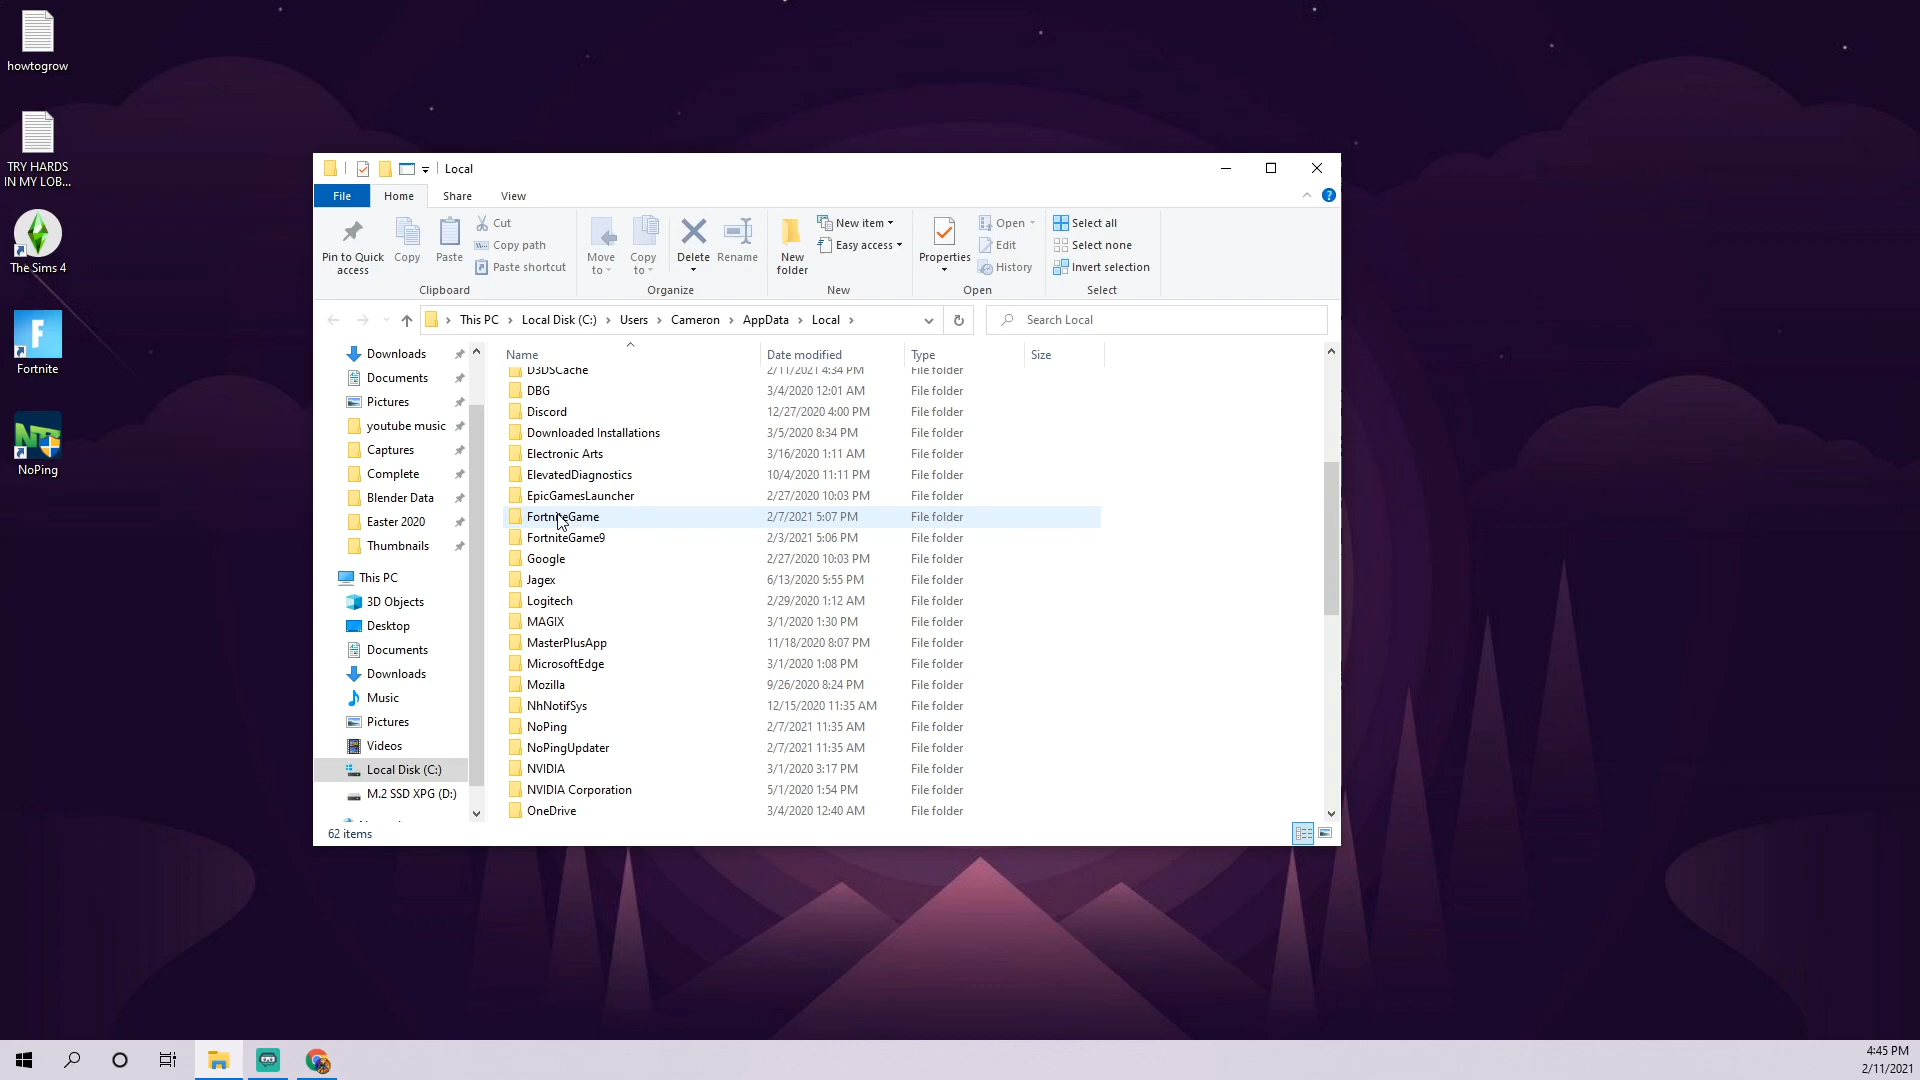 howtogrow
TRY HARDS
IN MY LOB...
The Sims 4
Fortnite
NoPing
Local
File Home Share View
Pin to Quick
access
Copy
Paste
Cut
Copy path
Paste shortcut
Clipboard
Move
to
Copy
to
Delete
Rename
Organize
New
folder
New item
Easy access
New
Properties
Open
Edit
History
Open
Select all
Select none
Invert selection
Select
This PC > Local Disk (C:) > Users > Cameron > AppData > Local >
Search Local
Downloads
Documents
Pictures
youtube music
Captures
Complete
Blender Data
Easter 2020
Thumbnails
This PC
3D Objects
Desktop
Documents
Downloads
Music
Pictures
Videos
Local Disk (C:)
M.2 SSD XPG (D:)
Name Date modified Type Size
D3DSCache 2/11/2021 4:34 PM File folder
DBG 3/4/2020 12:01 AM File folder
Discord 12/27/2020 4:00 PM File folder
Downloaded Installations 3/5/2020 8:34 PM File folder
Electronic Arts 3/16/2020 1:11 AM File folder
ElevatedDiagnostics 10/4/2020 11:11 PM File folder
EpicGamesLauncher 2/27/2020 10:03 PM File folder
FortniteGame 2/7/2021 5:07 PM File folder
FortniteGame9 2/3/2021 5:06 PM File folder
Google 2/27/2020 10:03 PM File folder
Jagex 6/13/2020 5:55 PM File folder
Logitech 2/29/2020 1:12 AM File folder
MAGIX 3/1/2020 1:30 PM File folder
MasterPlusApp 11/18/2020 8:07 PM File folder
MicrosoftEdge 3/1/2020 1:08 PM File folder
Mozilla 9/26/2020 8:24 PM File folder
NhNotifSys 12/15/2020 11:35 AM File folder
NoPing 2/7/2021 11:35 AM File folder
NoPingUpdater 2/7/2021 11:35 AM File folder
NVIDIA 3/1/2020 3:17 PM File folder
NVIDIA Corporation 5/1/2020 1:54 PM File folder
OneDrive 3/4/2020 12:40 AM File folder
62 items
4:45 PM
2/11/2021